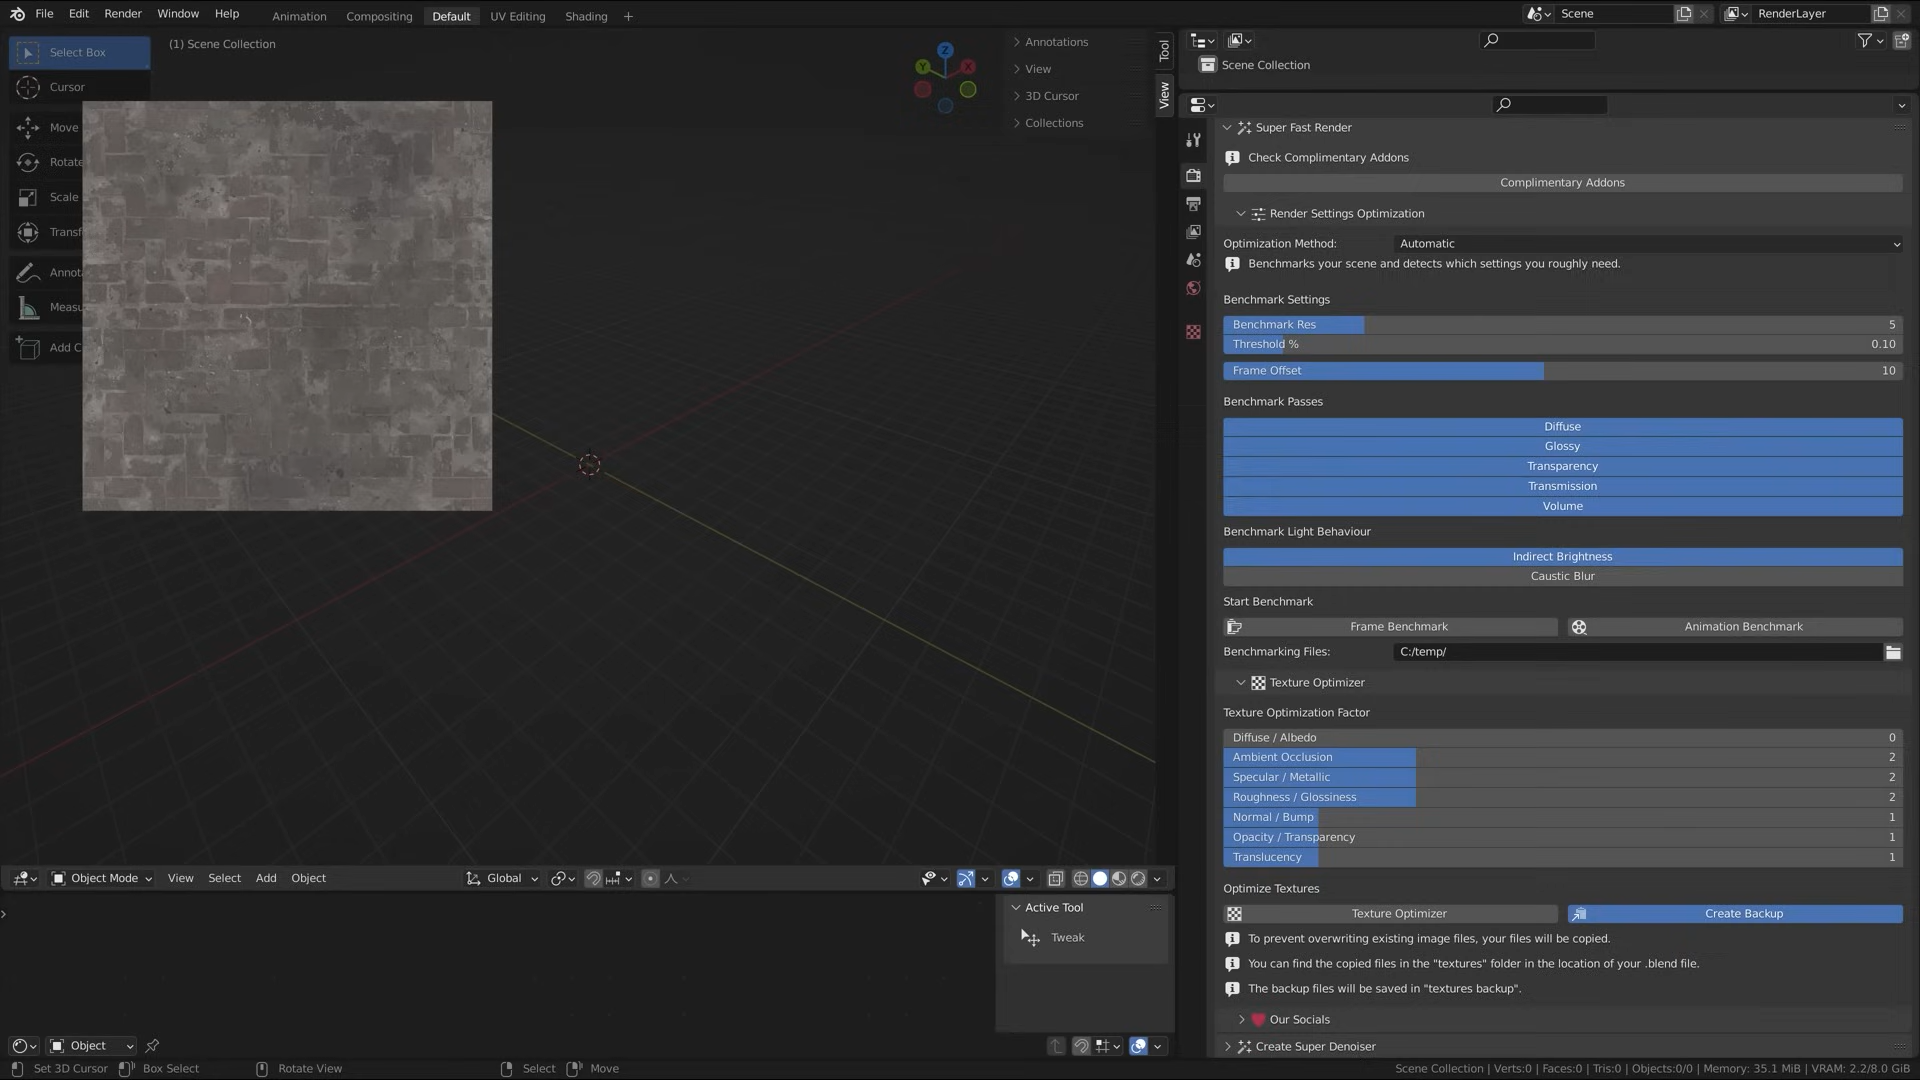 File Edit Render Window Help Animation Compositing Default UV Editing Shading + Scene RenderLayer
Select Box
(1) Scene Collection
Cursor
Move
Rotate
Scale
Transf
Annot
Measu
Add C
Z
Y
X
Annotations
View
3D Cursor
Collections
Tool
View
Scene Collection
Super Fast Render
Check Complimentary Addons
Complimentary Addons
Render Settings Optimization
Optimization Method: Automatic
Benchmarks your scene and detects which settings you roughly need.
Benchmark Settings
Benchmark Res 5
Threshold % 0.10
Frame Offset 10
Benchmark Passes
Diffuse
Glossy
Transparency
Transmission
Volume
Benchmark Light Behaviour
Indirect Brightness
Caustic Blur
Start Benchmark
Frame Benchmark Animation Benchmark
Benchmarking Files: C:/temp/
Texture Optimizer
Texture Optimization Factor
Diffuse / Albedo 0
Ambient Occlusion 2
Specular / Metallic 2
Roughness / Glossiness 2
Normal / Bump 1
Opacity / Transparency 1
Translucency 1
Optimize Textures
Texture Optimizer Create Backup
To prevent overwriting existing image files, your files will be copied.
You can find the copied files in the "textures" folder in the location of your .blend file.
The backup files will be saved in "textures backup".
Our Socials
Create Super Denoiser
Object Mode View Select Add Object Global
Active Tool
Tweak
Object
Set 3D Cursor Box Select Rotate View Select Move Scene Collection | Verts:0 | Faces:0 | Tris:0 | Objects:0/0 | Memory: 35.1 MiB | VRAM: 2.2/8.0 GiB